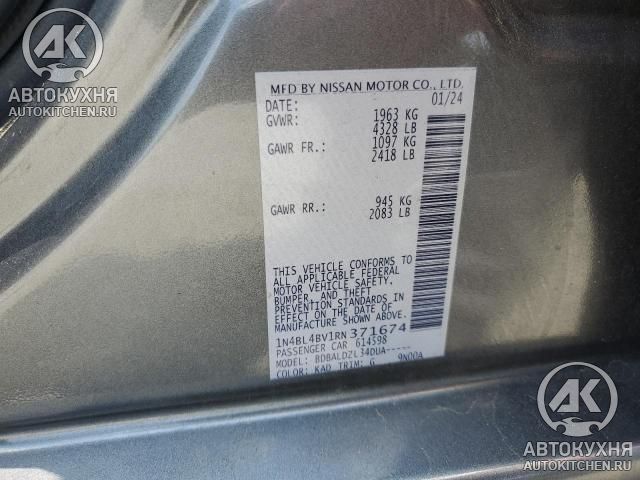 АК
АВТОКУХНЯ
AUTOKITCHEN.RU
MFD BY NISSAN MOTOR CO., LTD.
DATE: 01/24
GVWR: 1963 KG
4328 LB
GAWR FR.: 1097 KG
2418 LB
GAWR RR.: 945 KG
2083 LB
THIS VEHICLE CONFORMS TO
ALL APPLICABLE FEDERAL
MOTOR VEHICLE SAFETY,
BUMPER, AND THEFT
PREVENTION STANDARDS IN
EFFECT ON THE DATE OF
MANUFACTURE SHOWN ABOVE.
1N4BL4BV1RN371674
PASSENGER CAR 614598
MODEL: BDBALDZL34DUA-----
COLOR: KAD TRIM: G 9N00A
АК
АВТОКУХНЯ
AUTOKITCHEN.RU